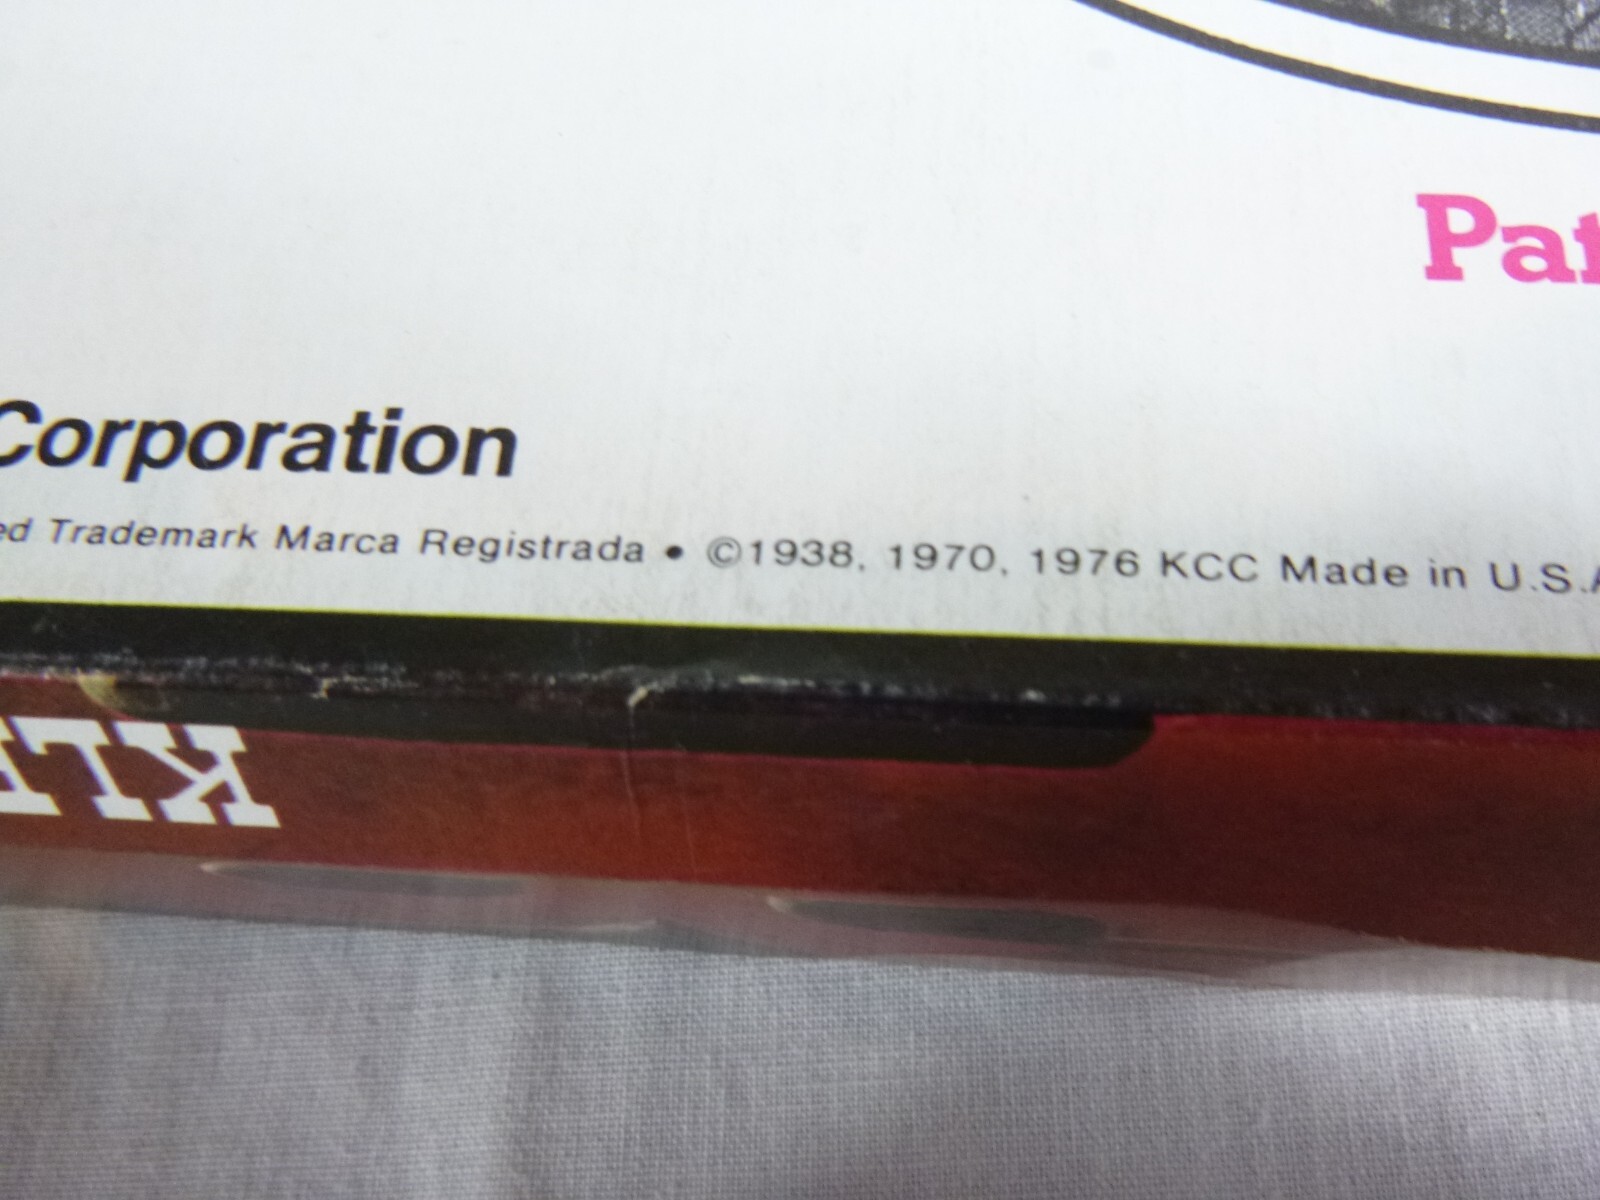 Pat
Corporation
ed Trademark Marca Registrada • ©1938, 1970, 1976 KCC Made in U.S.A